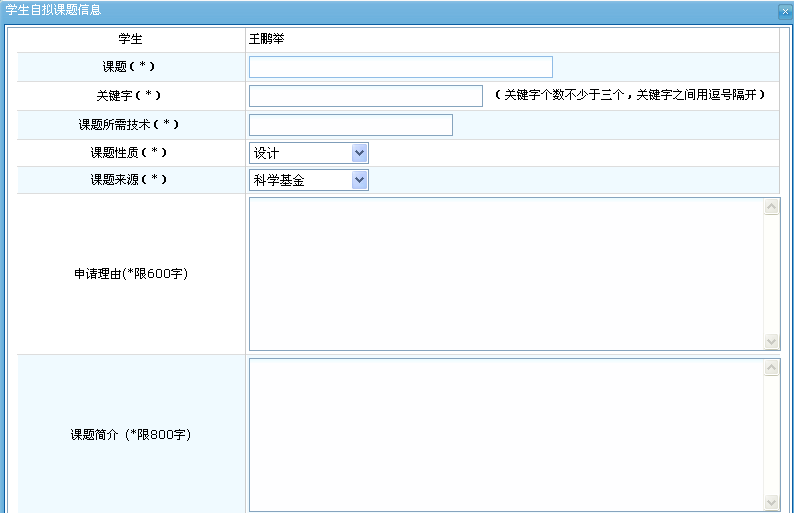 学生自拟课题信息
学生 王鹏举
课题(*)
关键字(*) (关键字个数不少于三个，关键字之间用逗号隔开)
课题所需技术(*)
课题性质(*) 设计
课题来源(*) 科学基金
申请理由(*限600字)
课题简介 (*限800字)